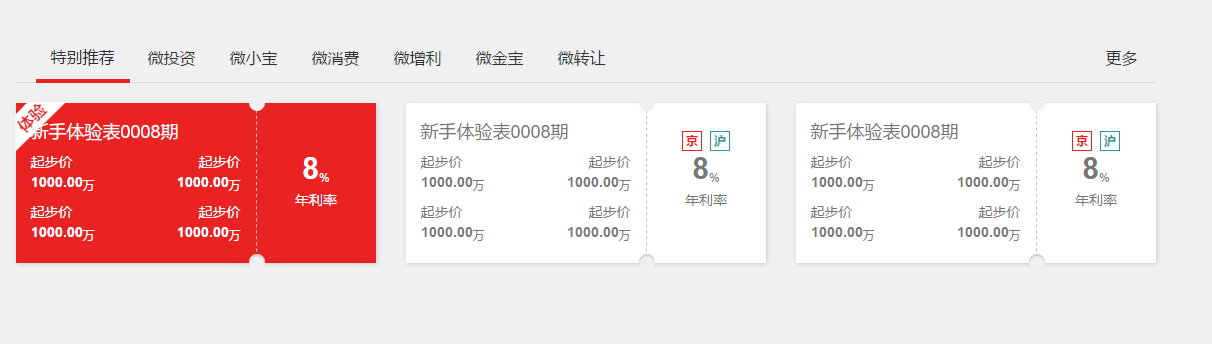 特别推荐 微投资 微小宝 微消费 微增利 微金宝 微转让 更多
体验
新手体验表0008期
起步价 起步价
1000.00万 1000.00万
8%
年利率
起步价 起步价
1000.00万 1000.00万
新手体验表0008期
京 沪
起步价 起步价
1000.00万 1000.00万
8%
年利率
起步价 起步价
1000.00万 1000.00万
新手体验表0008期
京 沪
起步价 起步价
1000.00万 1000.00万
8%
年利率
起步价 起步价
1000.00万 1000.00万